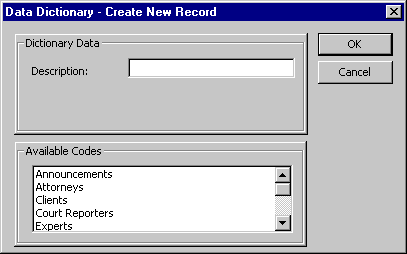 Data Dictionary - Create New Record
Dictionary Data
Description:
OK
Cancel
Available Codes
Announcements
Attorneys
Clients
Court Reporters
Experts